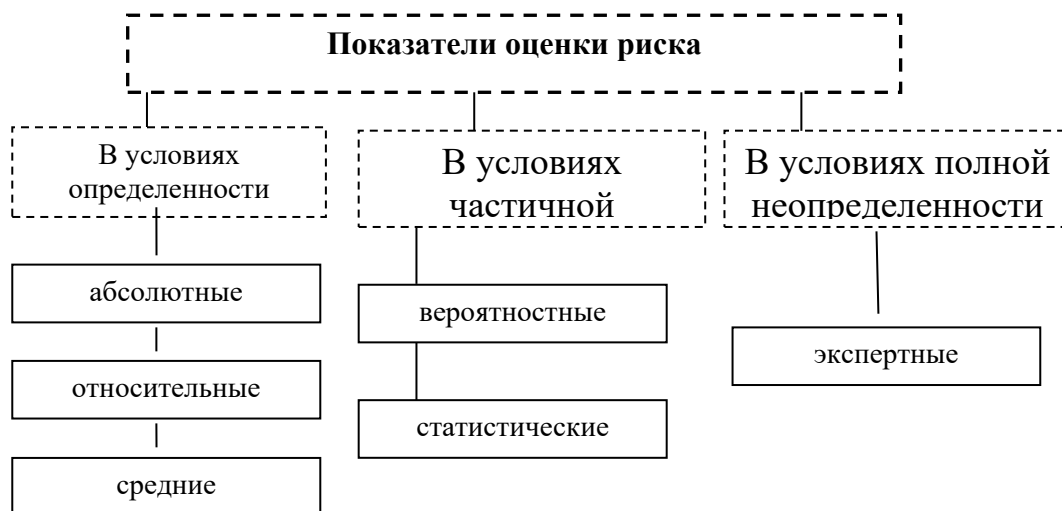 Показатели оценки риска
В условиях
определенности
абсолютные
относительные
средние
В условиях
частичной
вероятностные
статистические
В условиях полной
неопределенности
экспертные